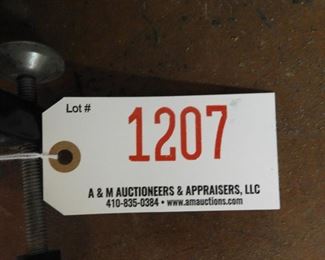 Lot #
1207
A & M AUCTIONEERS & APPRAISERS, LLC
410-835-0384 • www.amauctions.com